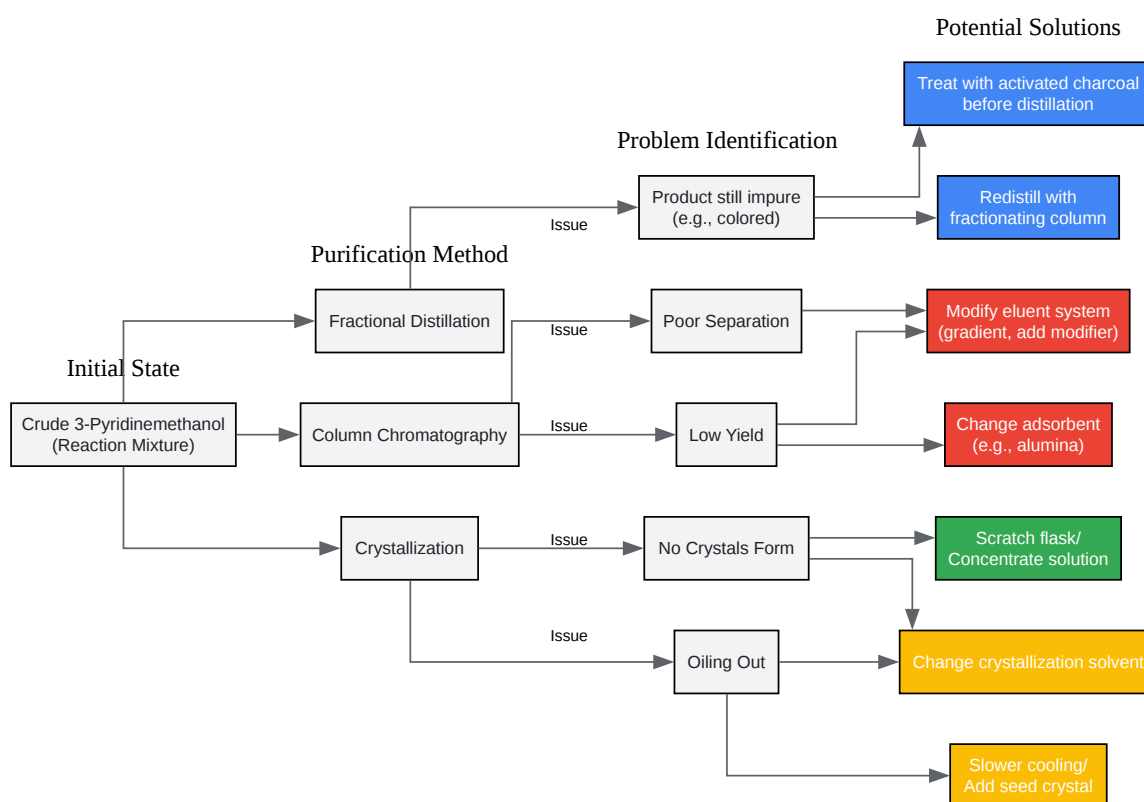 Potential Solutions
Treat with activated charcoal
before distillation
Problem Identification
Product still impure
(e.g., colored)
Redistill with
fractionating column
Issue
Purification Method
Fractional Distillation
Issue
Poor Separation
Modify eluent system
(gradient, add modifier)
Initial State
Crude 3-Pyridinemethanol
(Reaction Mixture)
Column Chromatography
Issue
Low Yield
Change adsorbent
(e.g., alumina)
Crystallization
Issue
No Crystals Form
Scratch flask/
Concentrate solution
Issue
Oiling Out
Change crystallization solvent
Slower cooling/
Add seed crystal